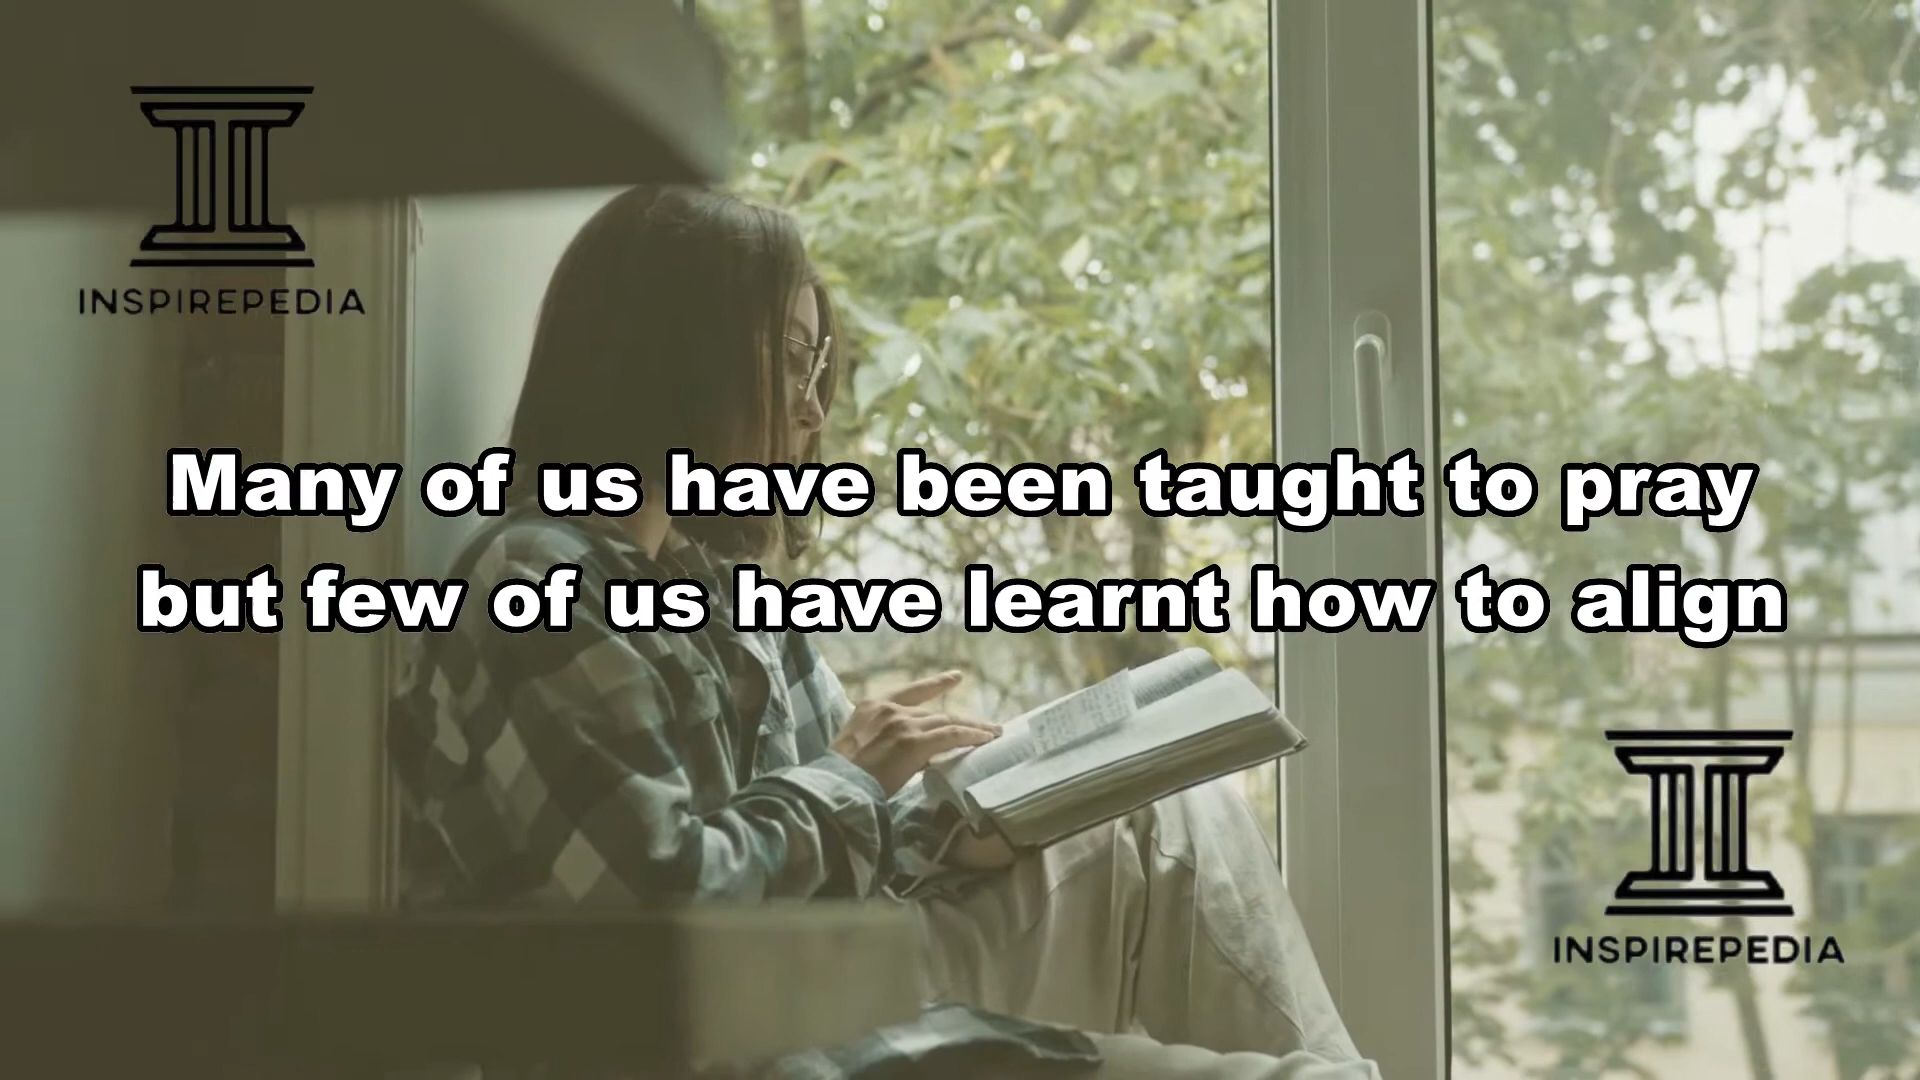 INSPIREPEDIA
Many of us have been taught to pray
but few of us have learnt how to align
INSPIREPEDIA